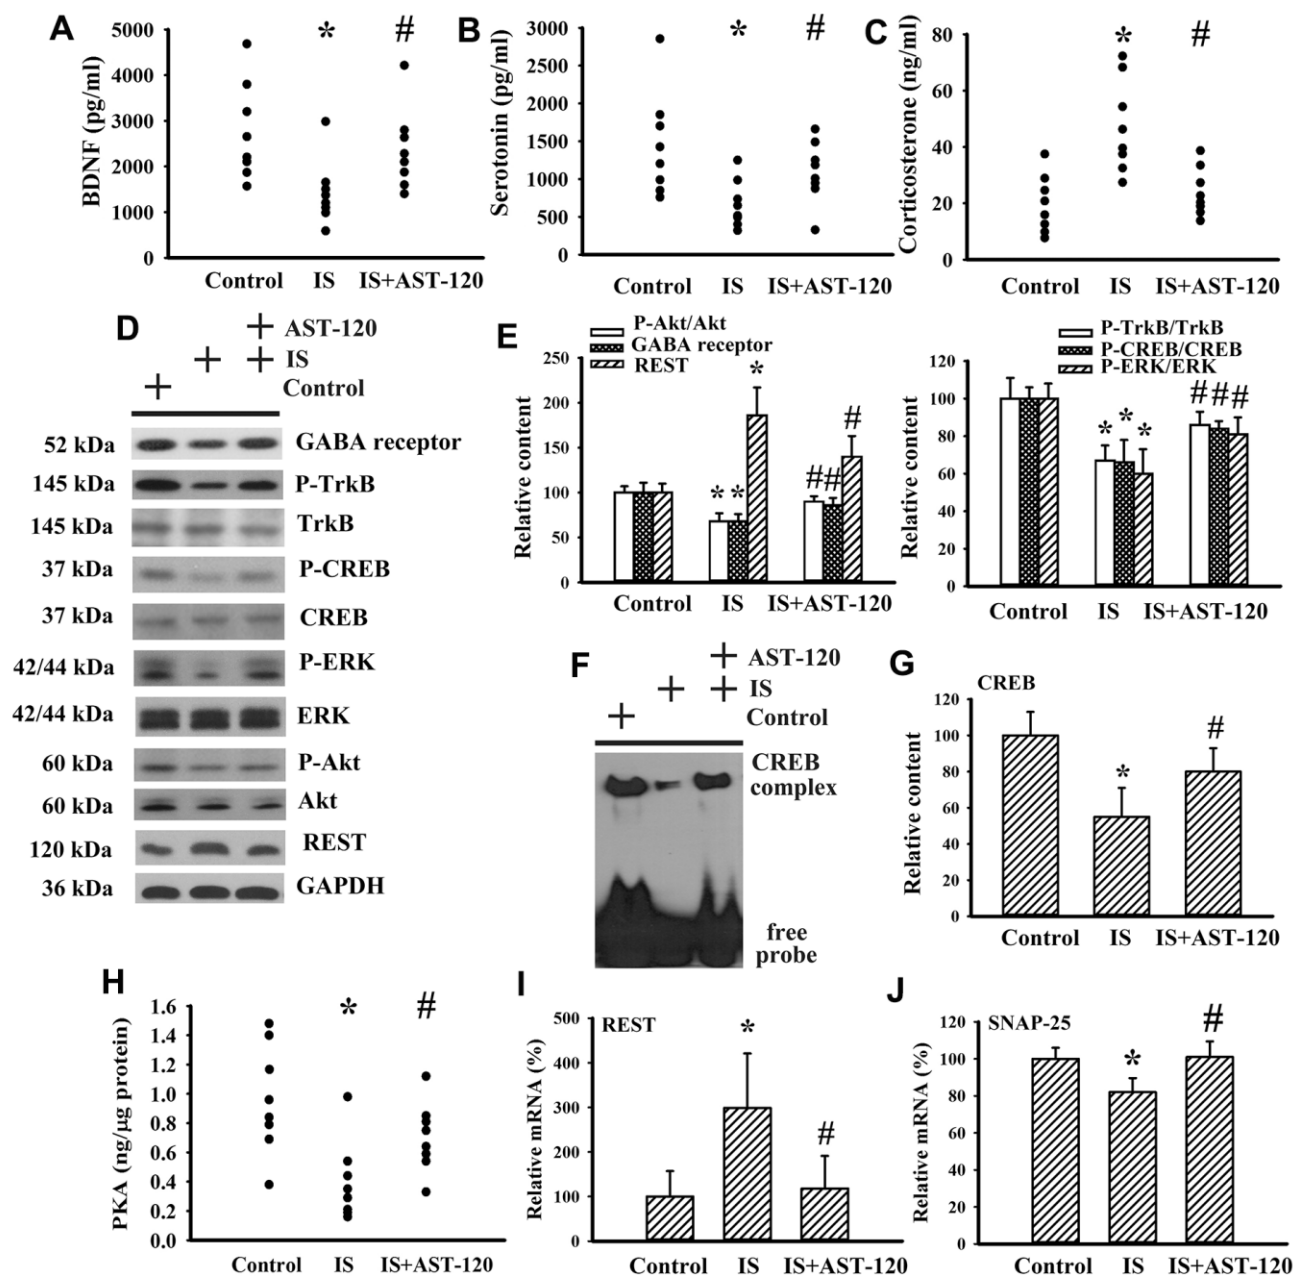 A
BDNF (pg/ml)
5000
4000
3000
2000
1000
0
*
#
Control IS IS+AST-120
B
Serotonin (pg/ml)
3000
2500
2000
1500
1000
500
0
*
#
Control IS IS+AST-120
C
Corticosterone (ng/ml)
80
60
40
20
0
*
#
Control IS IS+AST-120
D
+ AST-120
+ + IS
+ Control
52 kDa GABA receptor
145 kDa P-TrkB
145 kDa TrkB
37 kDa P-CREB
37 kDa CREB
42/44 kDa P-ERK
42/44 kDa ERK
60 kDa P-Akt
60 kDa Akt
120 kDa REST
36 kDa GAPDH
E
P-Akt/Akt
GABA receptor
REST
Relative content
250
200
150
100
50
0
* * *
# # #
Control IS IS+AST-120
P-TrkB/TrkB
P-CREB/CREB
P-ERK/ERK
Relative content
120
100
80
60
40
20
0
* * *
# # #
Control IS IS+AST-120
F
+ AST-120
+ + IS
+ Control
CREB
complex
free
probe
G
CREB
Relative content
120
100
80
60
40
20
0
*
#
Control IS IS+AST-120
H
PKA (ng/μg protein)
1.6
1.4
1.2
1.0
0.8
0.6
0.4
0.2
0.0
*
#
Control IS IS+AST-120
I
REST
Relative mRNA (%)
500
400
300
200
100
0
*
#
Control IS IS+AST-120
J
SNAP-25
Relative mRNA (%)
120
100
80
60
40
20
0
*
#
Control IS IS+AST-120